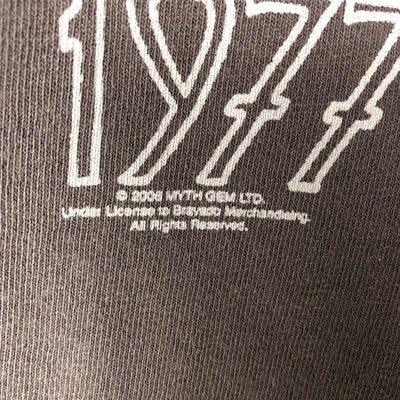 1977
© 2006 MYTH GEM LTD.
Under License to Bravado Merchandising.
All Rights Reserved.